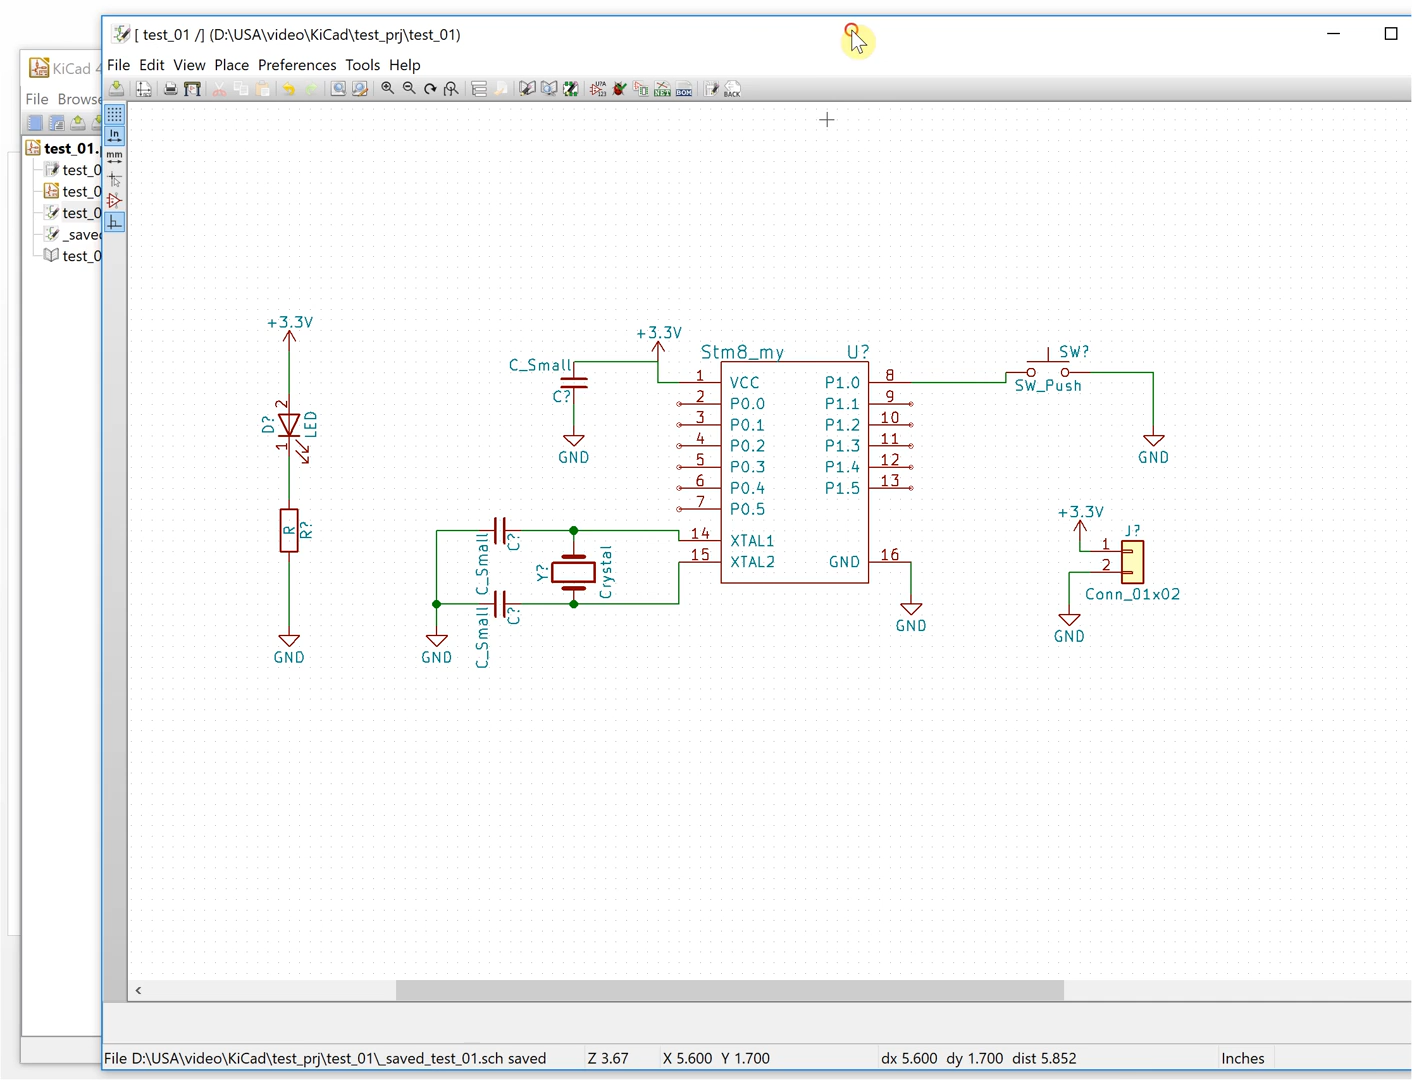 [ test_01 /] (D:\USA\video\KiCad\test_prj\test_01)
KiCad 4
File Edit View Place Preferences Tools Help
File Browse
BACK
In
mm
test_01.p
test_0
test_0
test_0
_saved
test_0
+3.3V
2
D?
LED
1
R
R?
GND
+3.3V
C_Small
C?
GND
Stm8_my U?
1 VCC P1.0 8
2 P0.0 P1.1 9
3 P0.1 P1.2 10
4 P0.2 P1.3 11
5 P0.3 P1.4 12
6 P0.4 P1.5 13
7 P0.5
14 XTAL1
15 XTAL2 GND 16
GND
C_Small
C?
Y?
Crystal
C_Small
C?
GND
SW?
SW_Push
GND
+3.3V
J?
1
2
Conn_01x02
GND
File D:\USA\video\KiCad\test_prj\test_01\_saved_test_01.sch saved Z 3.67 X 5.600 Y 1.700 dx 5.600 dy 1.700 dist 5.852 Inches